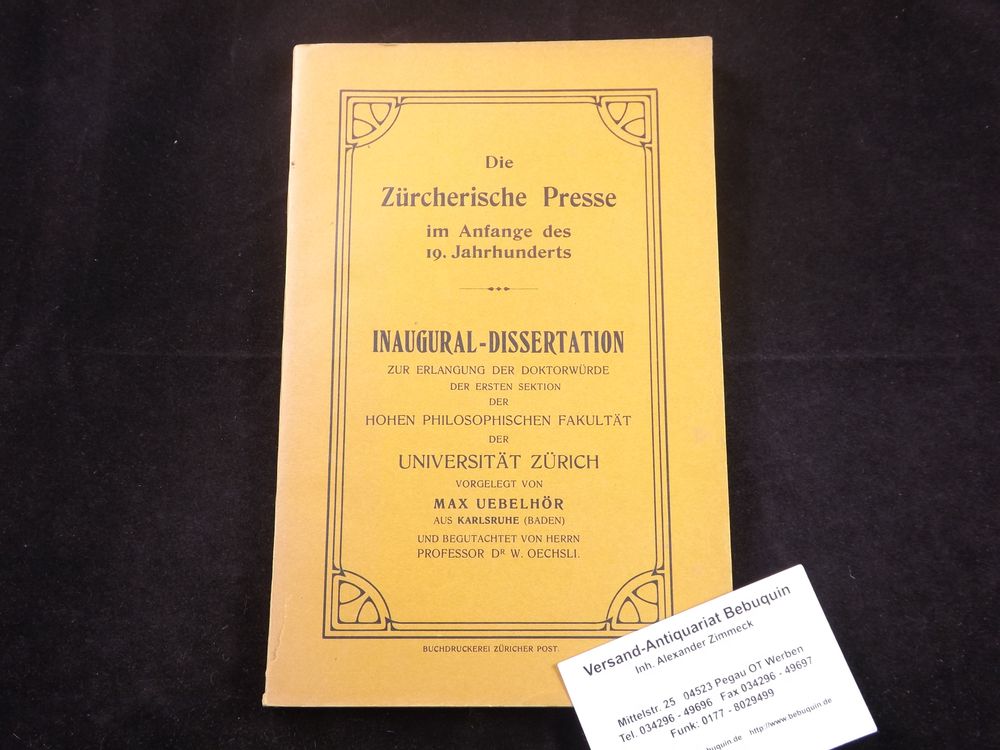 Die
Zürcherische Presse
im Anfange des
19. Jahrhunderts
INAUGURAL-DISSERTATION
ZUR ERLANGUNG DER DOKTORWÜRDE
DER ERSTEN SEKTION
DER
HOHEN PHILOSOPHISCHEN FAKULTÄT
DER
UNIVERSITÄT ZÜRICH
VORGELEGT VON
MAX UEBELHÖR
AUS KARLSRUHE (BADEN)
UND BEGUTACHTET VON HERRN
PROFESSOR DR W. OECHSLI.
BUCHDRUCKEREI ZÜRICHER POST.
Versand-Antiquariat Bebuquin
Inh. Alexander Zimmeck
Mittelstr. 25 04523 Pegau OT Werben
Tel. 034296 - 49696 Fax 034296 - 49697
Funk: 0177 - 8029499
http://www.bebuquin.de